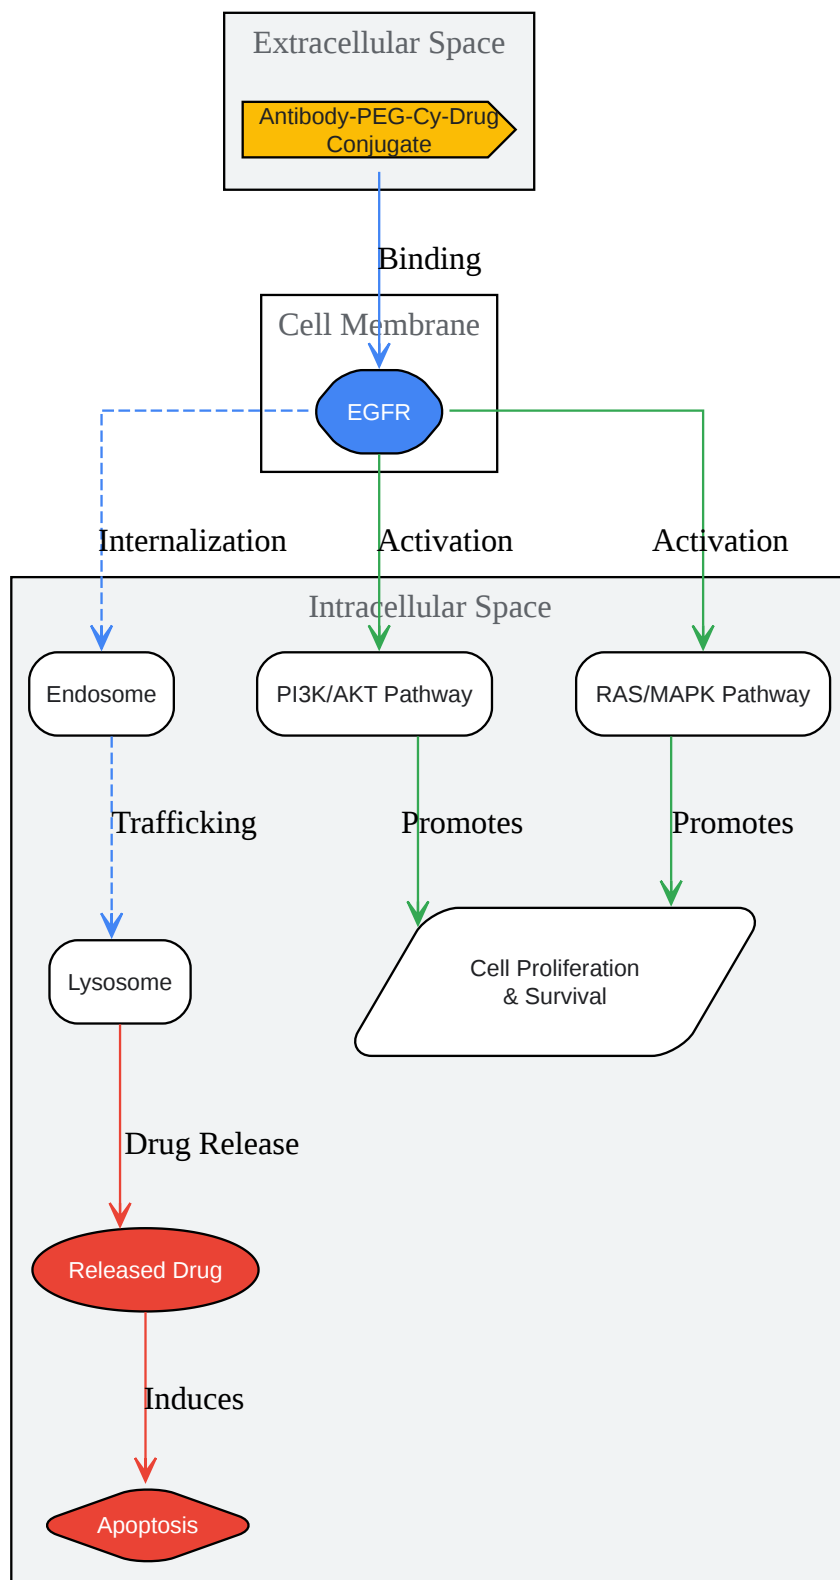 Extracellular Space
Antibody-PEG-Cy-Drug
Conjugate
Binding
Cell Membrane
EGFR
Internalization
Activation
Activation
Intracellular Space
Endosome
PI3K/AKT Pathway
RAS/MAPK Pathway
Trafficking
Promotes
Promotes
Lysosome
Cell Proliferation
& Survival
Drug Release
Released Drug
Induces
Apoptosis